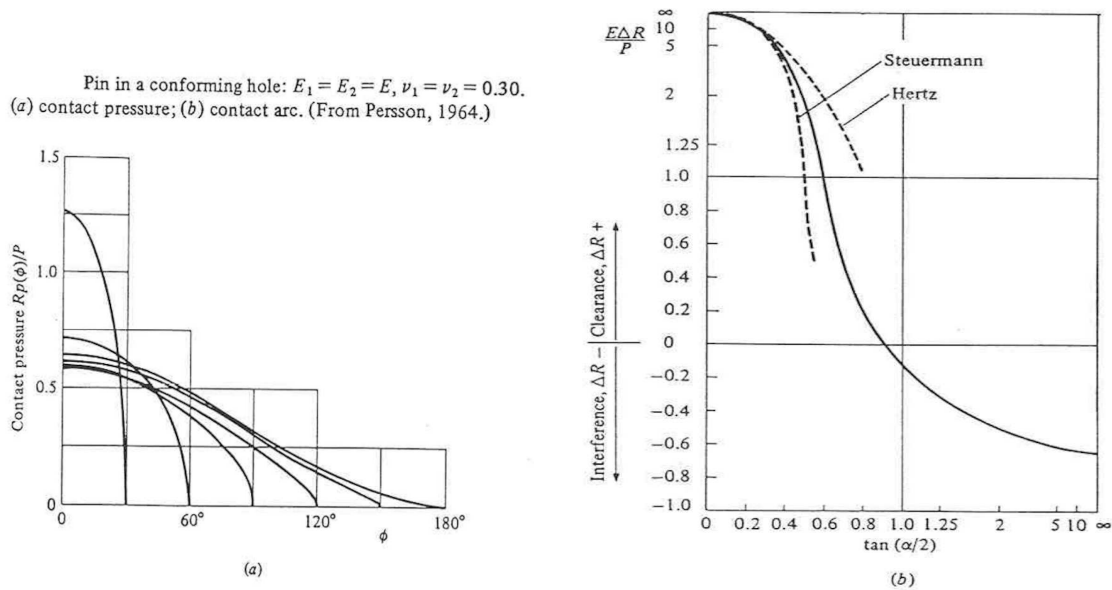 Pin in a conforming hole: E₁ = E₂ = E, ν₁ = ν₂ = 0.30.
(a) contact pressure; (b) contact arc. (From Persson, 1964.)
Contact pressure Rp(ϕ)/P
1.5
1.0
0.5
0
0
60°
120°
180°
ϕ
(a)
EΔR
P
∞
10
5
2
1.25
1.0
0.8
0.6
0.4
0.2
0
−0.2
−0.4
−0.6
−0.8
−1.0
Interference, ΔR − Clearance, ΔR +
Steuermann
Hertz
0
0.2
0.4
0.6
0.8
1.0
1.25
2
5
10
∞
tan (α/2)
(b)